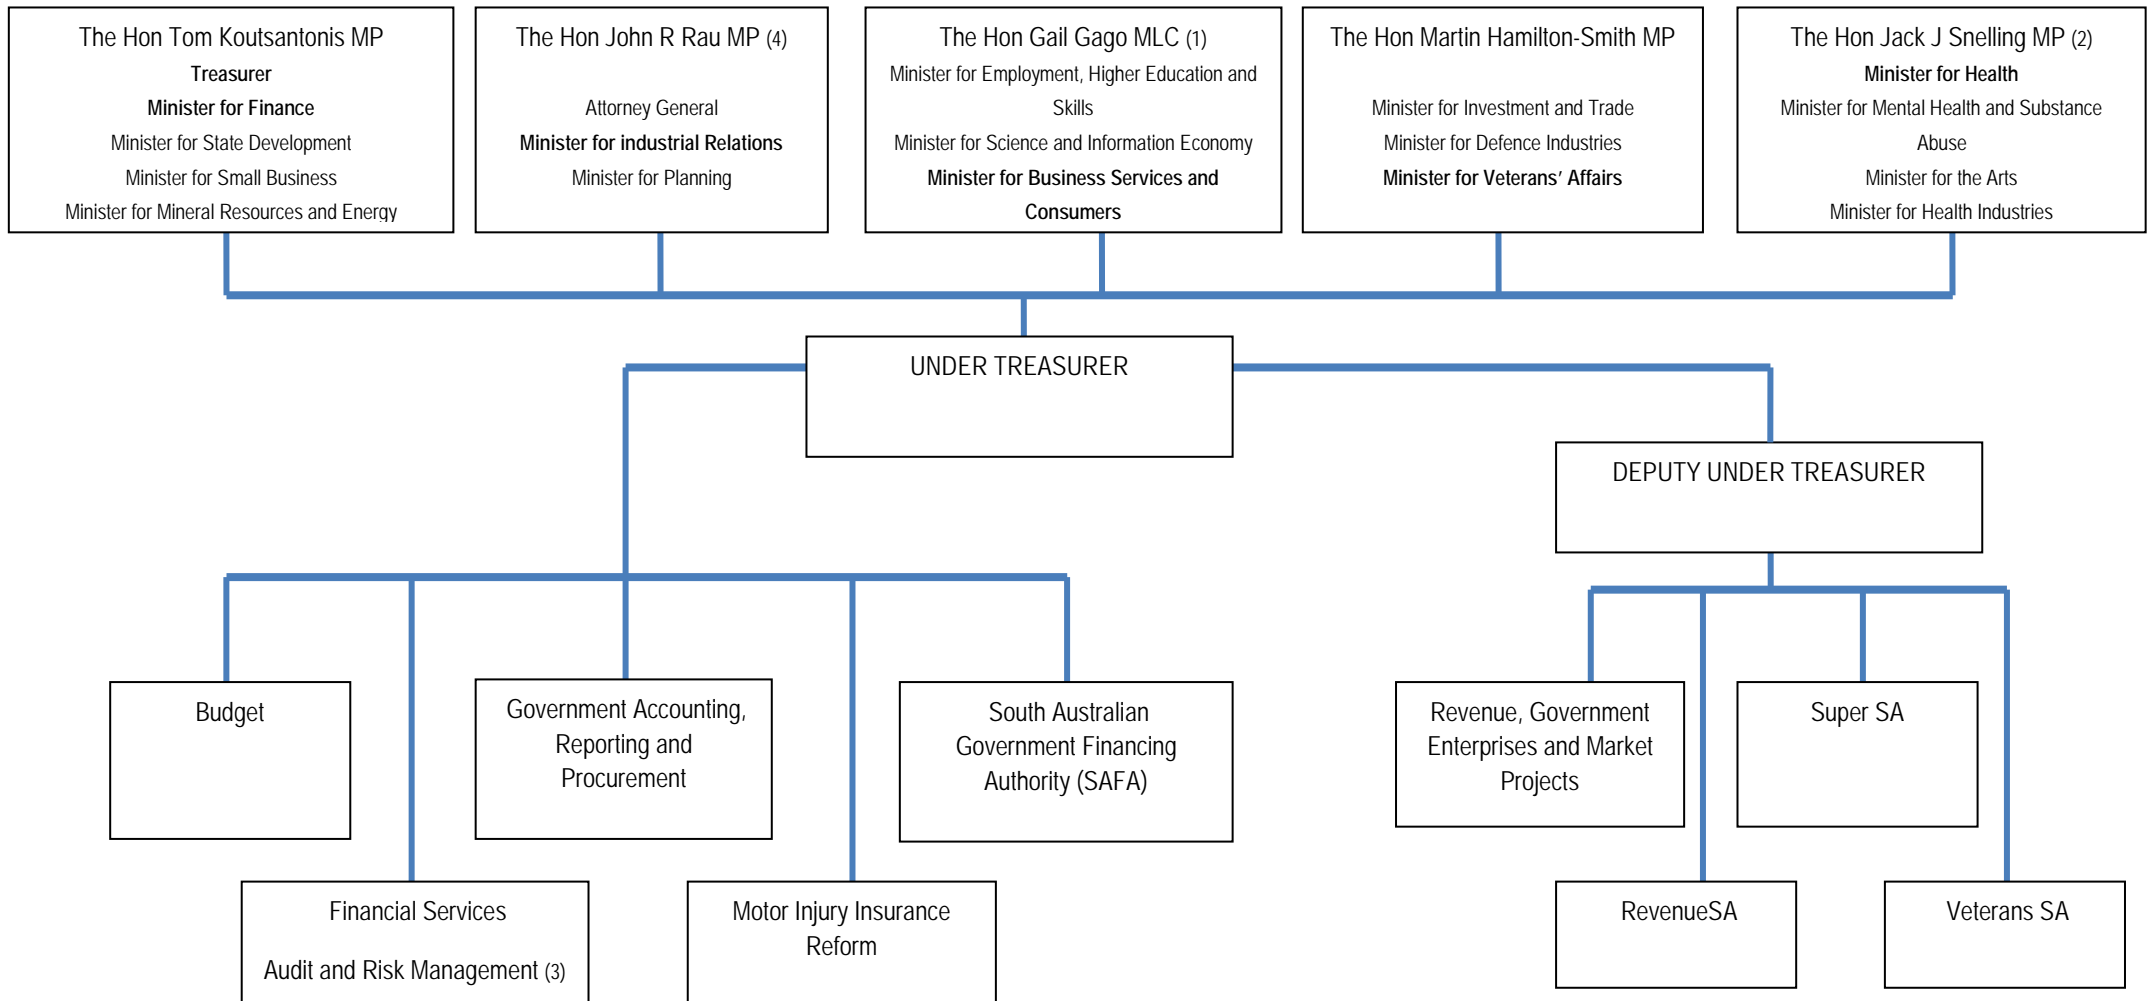 The Hon Tom Koutsantonis MP
Treasurer
Minister for Finance
Minister for State Development
Minister for Small Business
Minister for Mineral Resources and Energy
The Hon John R Rau MP (4)
Attorney General
Minister for industrial Relations
Minister for Planning
The Hon Gail Gago MLC (1)
Minister for Employment, Higher Education and
Skills
Minister for Science and Information Economy
Minister for Business Services and
Consumers
The Hon Martin Hamilton-Smith MP
Minister for Investment and Trade
Minister for Defence Industries
Minister for Veterans' Affairs
The Hon Jack J Snelling MP (2)
Minister for Health
Minister for Mental Health and Substance
Abuse
Minister for the Arts
Minister for Health Industries
UNDER TREASURER
DEPUTY UNDER TREASURER
Budget
Government Accounting,
Reporting and
Procurement
South Australian
Government Financing
Authority (SAFA)
Revenue, Government
Enterprises and Market
Projects
Super SA
Financial Services
Audit and Risk Management (3)
Motor Injury Insurance
Reform
RevenueSA
Veterans SA